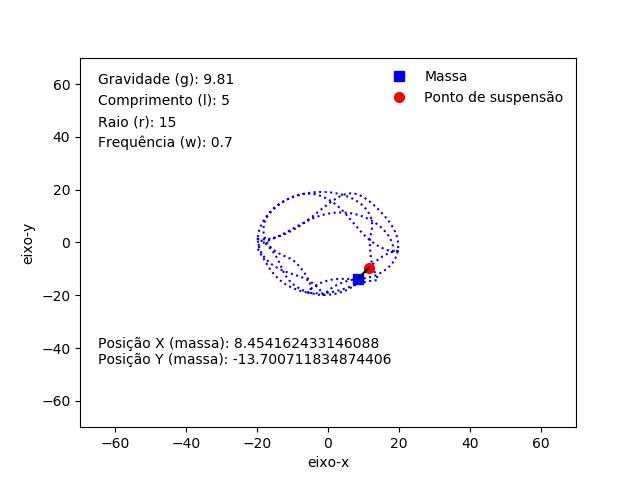 Gravidade (g): 9.81
Comprimento (l): 5
Raio (r): 15
Frequência (w): 0.7
Massa
Ponto de suspensão
60
40
20
0
−20
−40
−60
eixo-y
Posição X (massa): 8.454162433146088
Posição Y (massa): -13.700711834874406
−60 −40 −20 0 20 40 60
eixo-x